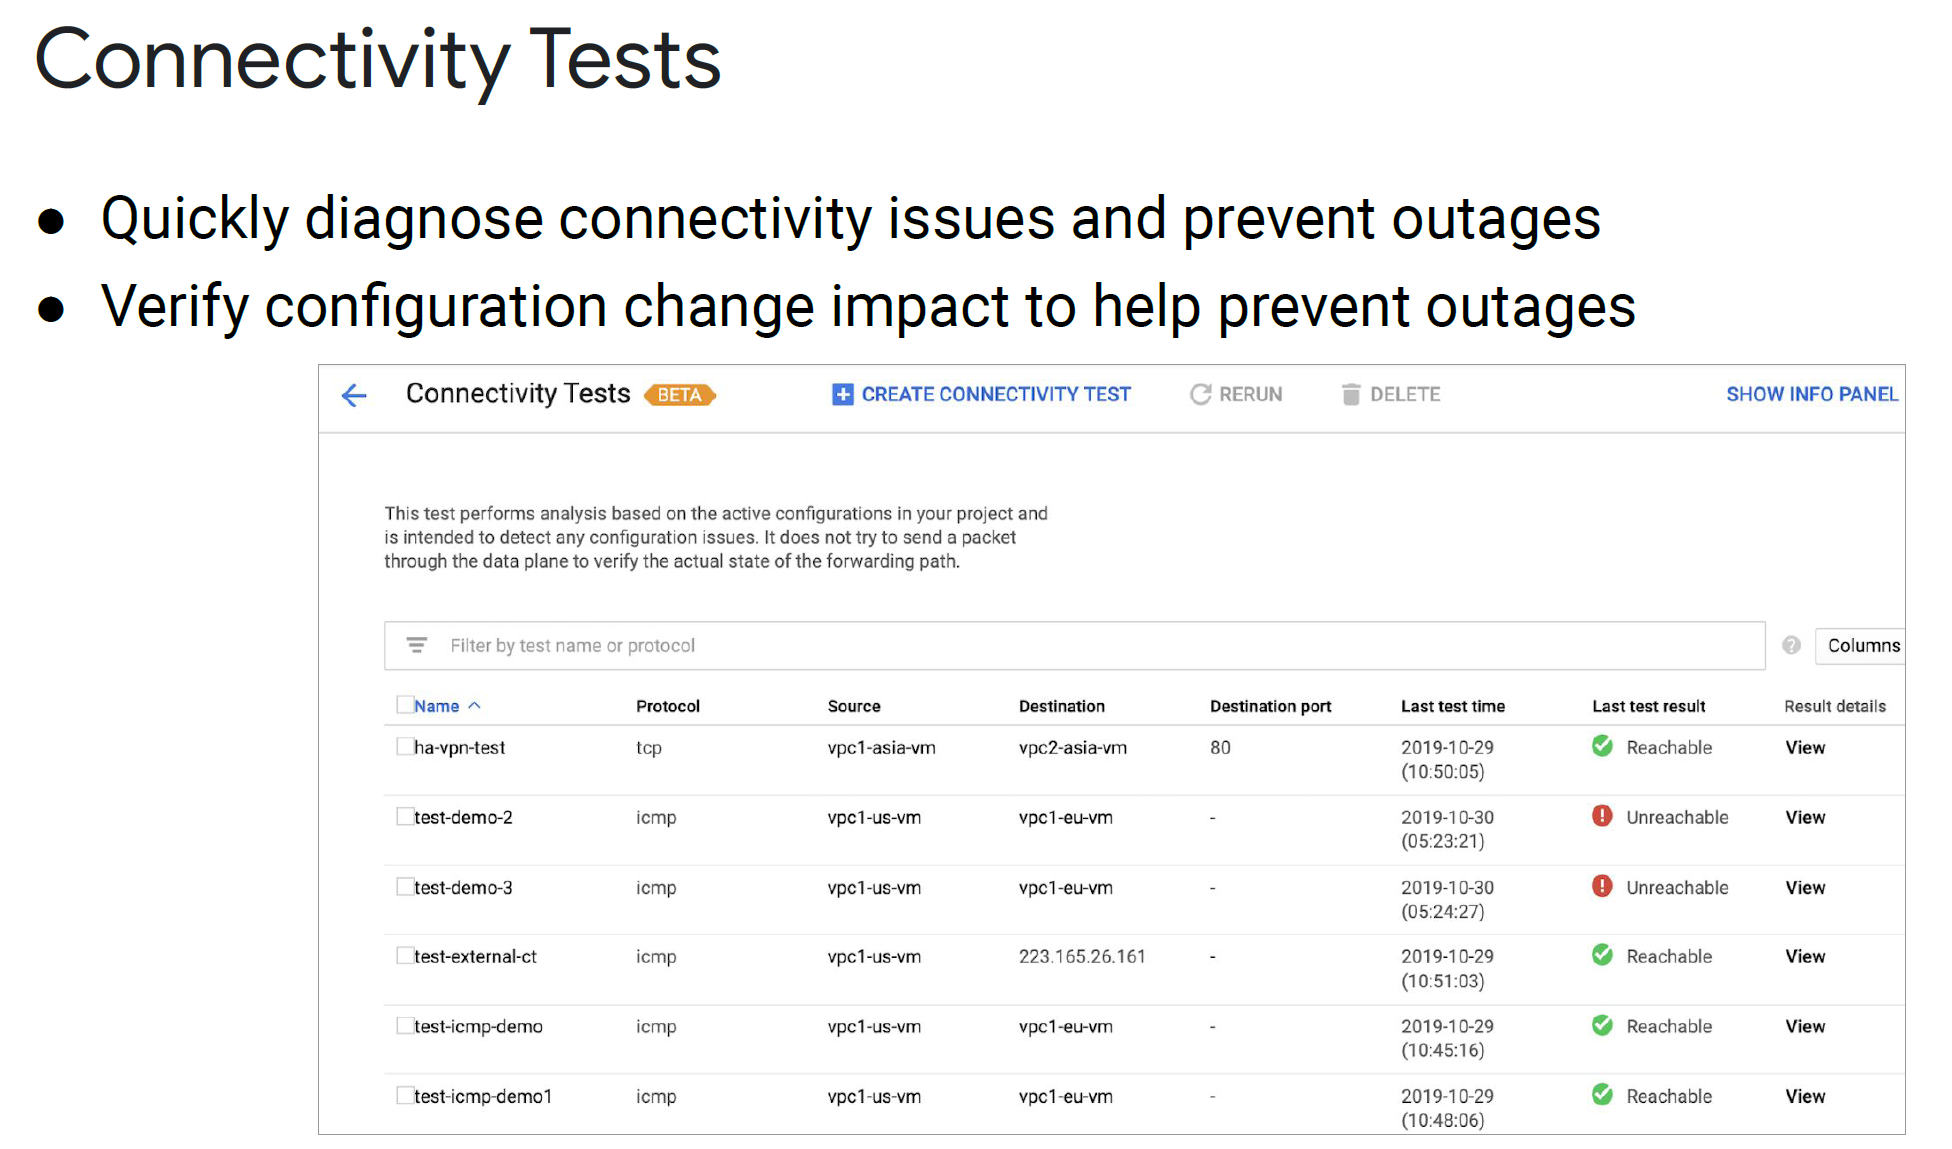 Connectivity Tests
● Quickly diagnose connectivity issues and prevent outages
● Verify configuration change impact to help prevent outages
Connectivity Tests BETA CREATE CONNECTIVITY TEST RERUN DELETE SHOW INFO PANEL
This test performs analysis based on the active configurations in your project and
is intended to detect any configuration issues. It does not try to send a packet
through the data plane to verify the actual state of the forwarding path.
Filter by test name or protocol ? Columns
Name Protocol Source Destination Destination port Last test time Last test result Result details
ha-vpn-test tcp vpc1-asia-vm vpc2-asia-vm 80 2019-10-29 Reachable View
(10:50:05)
test-demo-2 icmp vpc1-us-vm vpc1-eu-vm - 2019-10-30 Unreachable View
(05:23:21)
test-demo-3 icmp vpc1-us-vm vpc1-eu-vm - 2019-10-30 Unreachable View
(05:24:27)
test-external-ct icmp vpc1-us-vm 223.165.26.161 - 2019-10-29 Reachable View
(10:51:03)
test-icmp-demo icmp vpc1-us-vm vpc1-eu-vm - 2019-10-29 Reachable View
(10:45:16)
test-icmp-demo1 icmp vpc1-us-vm vpc1-eu-vm - 2019-10-29 Reachable View
(10:48:06)